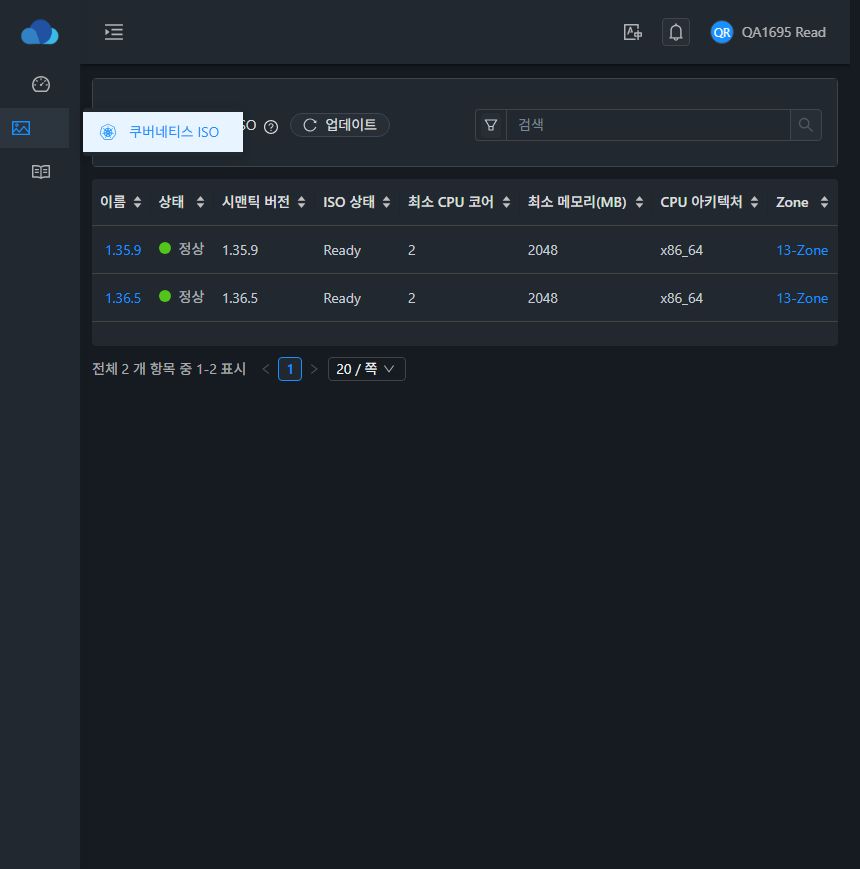 QR QA1695 Read
쿠버네티스 ISO
SO 업데이트 검색
이름 상태 시맨틱 버전 ISO 상태 최소 CPU 코어 최소 메모리(MB) CPU 아키텍처 Zone
1.35.9 정상 1.35.9 Ready 2 2048 x86_64 13-Zone
1.36.5 정상 1.36.5 Ready 2 2048 x86_64 13-Zone
전체 2 개 항목 중 1-2 표시 < 1 > 20 / 쪽